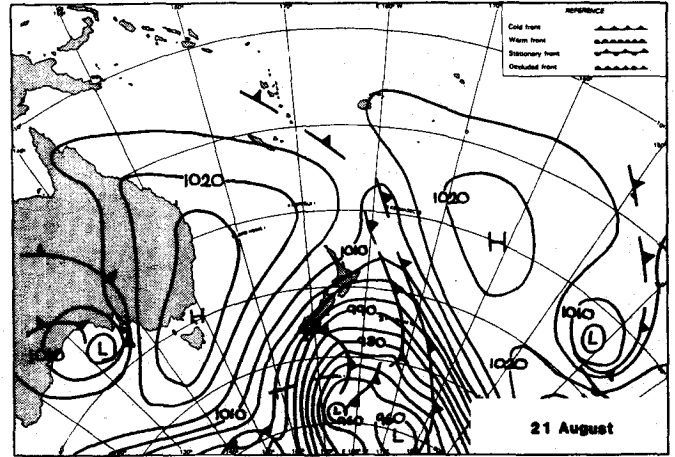 REFERENCE
Cold front
Warm front
Stationary front
Occluded front
1020
1020
H
1010
H
990
980
1010
L
1010
L
1020
1010
L
960
960
L
21 August